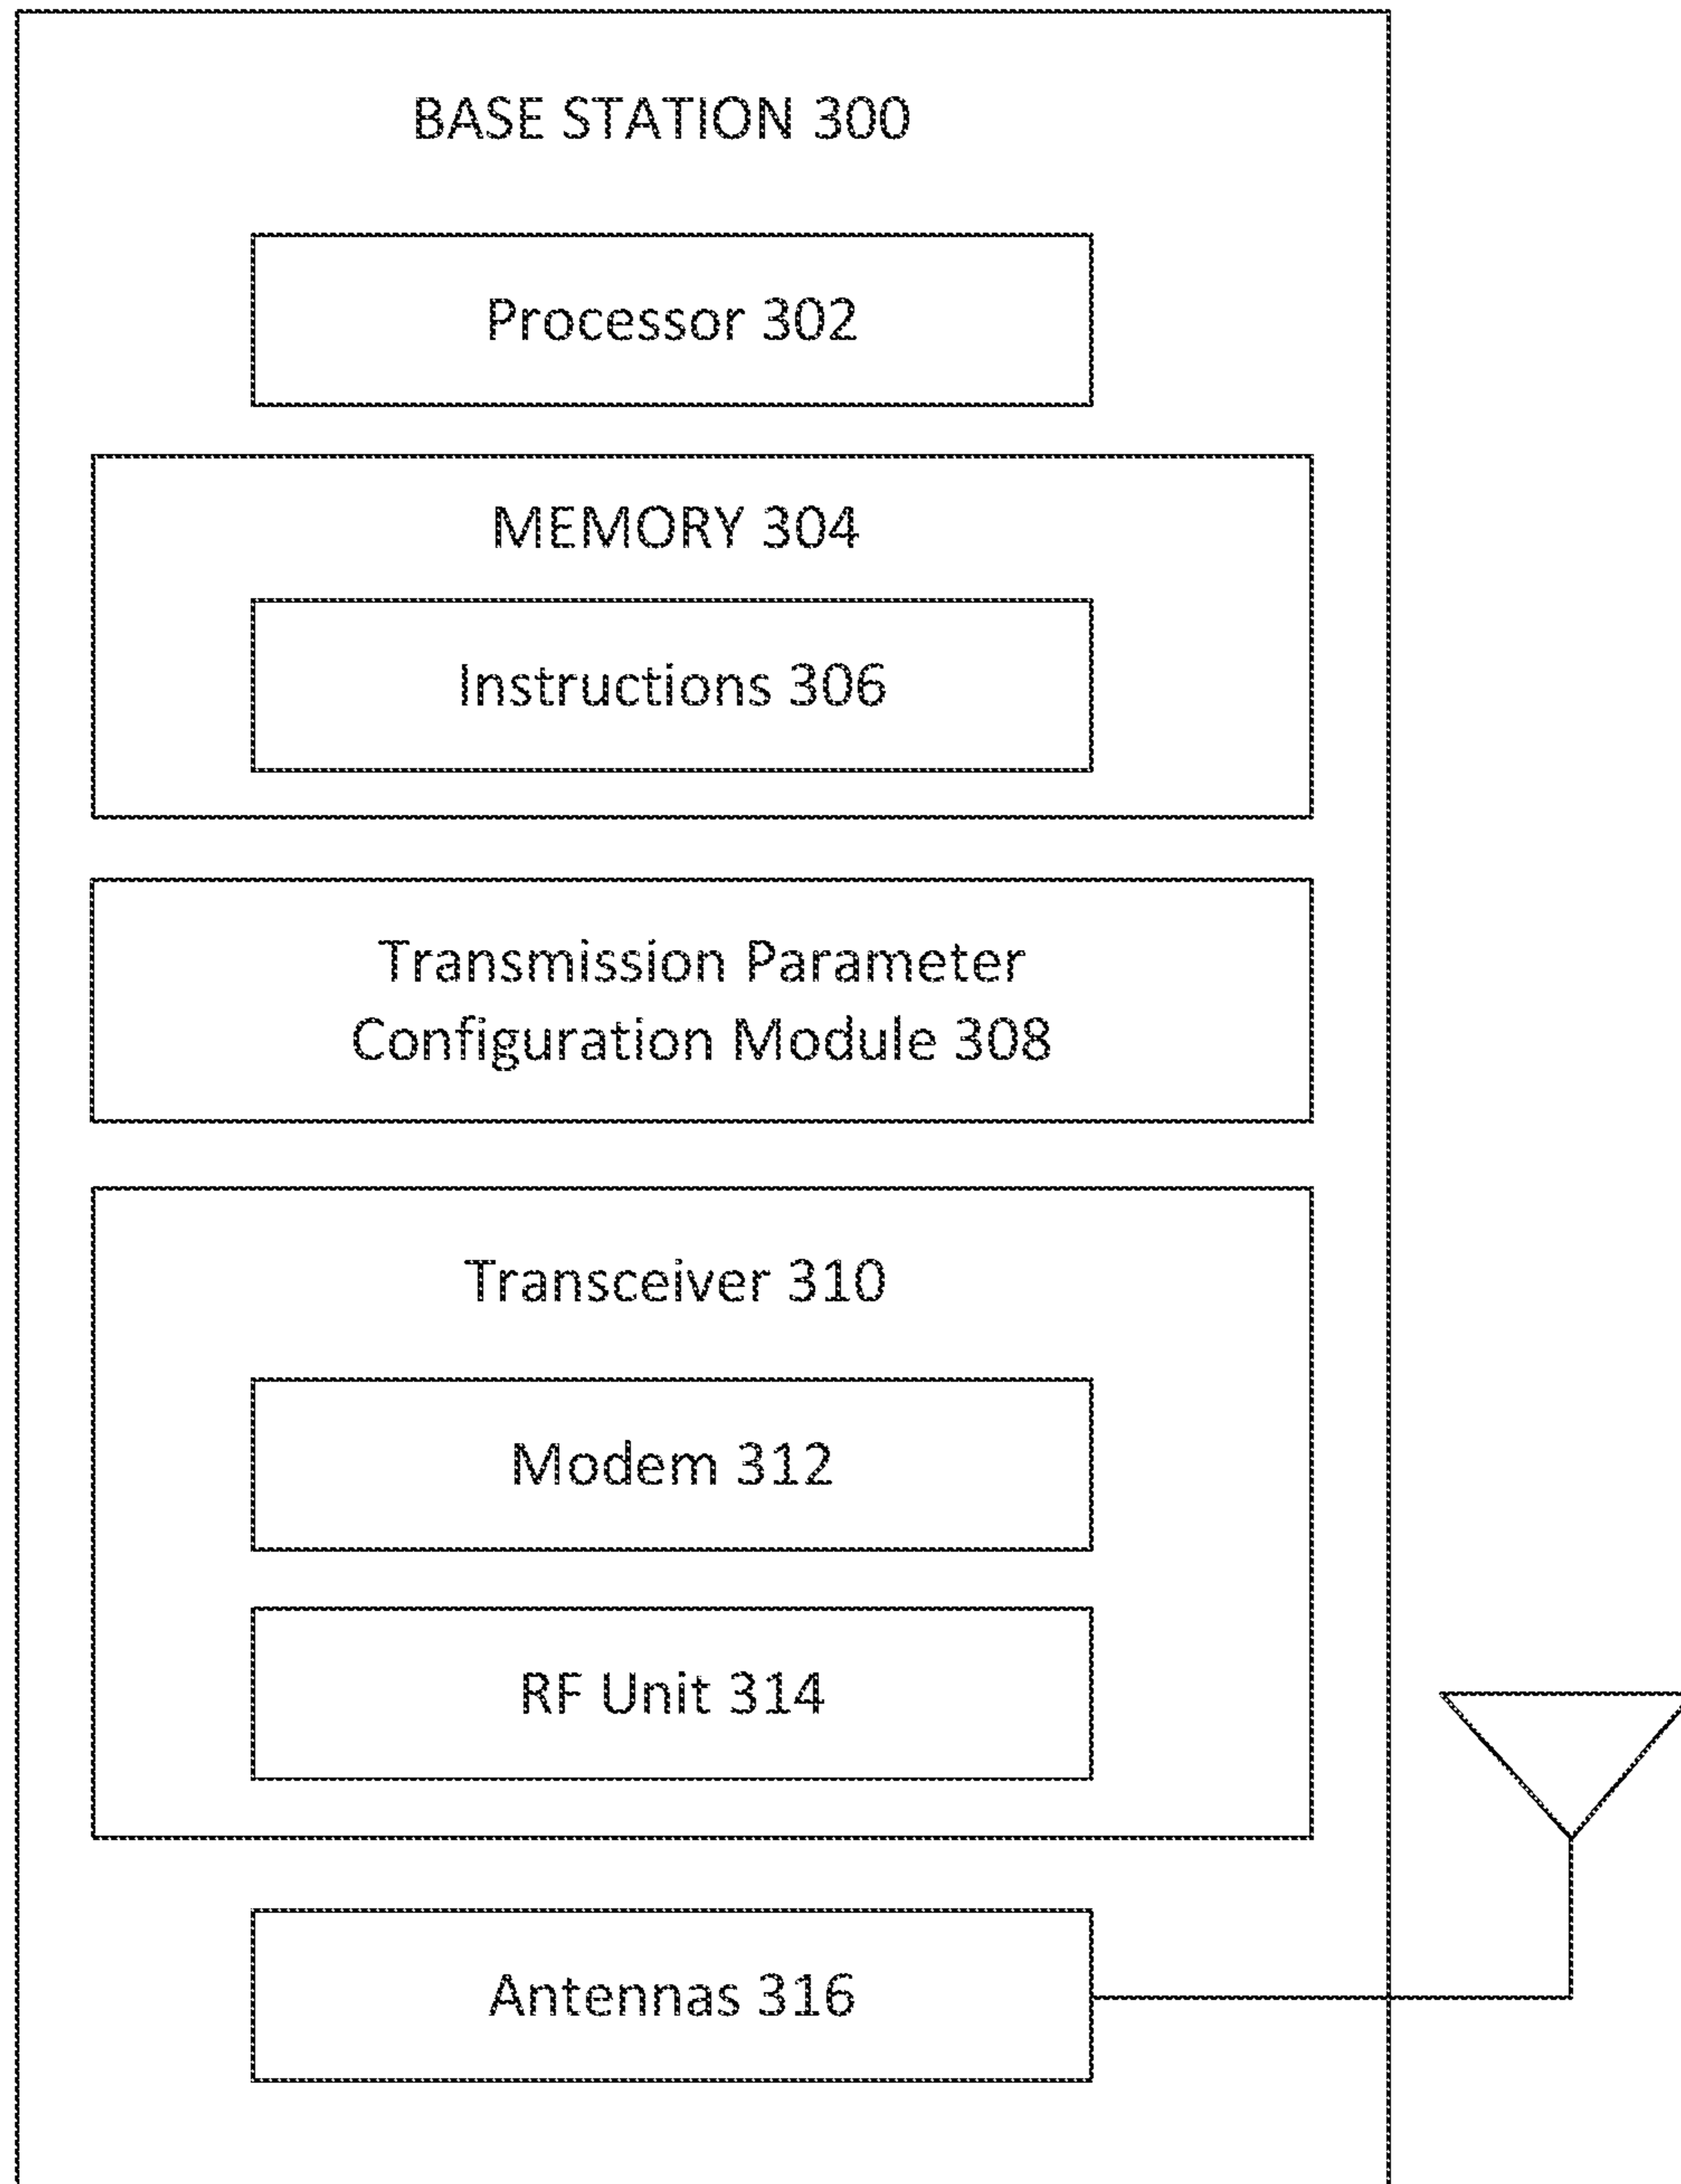 BASE STATION 300
Processor 302
MEMORY 304
Instructions 306
Transmission Parameter
Configuration Module 308
Transceiver 310
Modem 312
RF Unit 314
Antennas 316